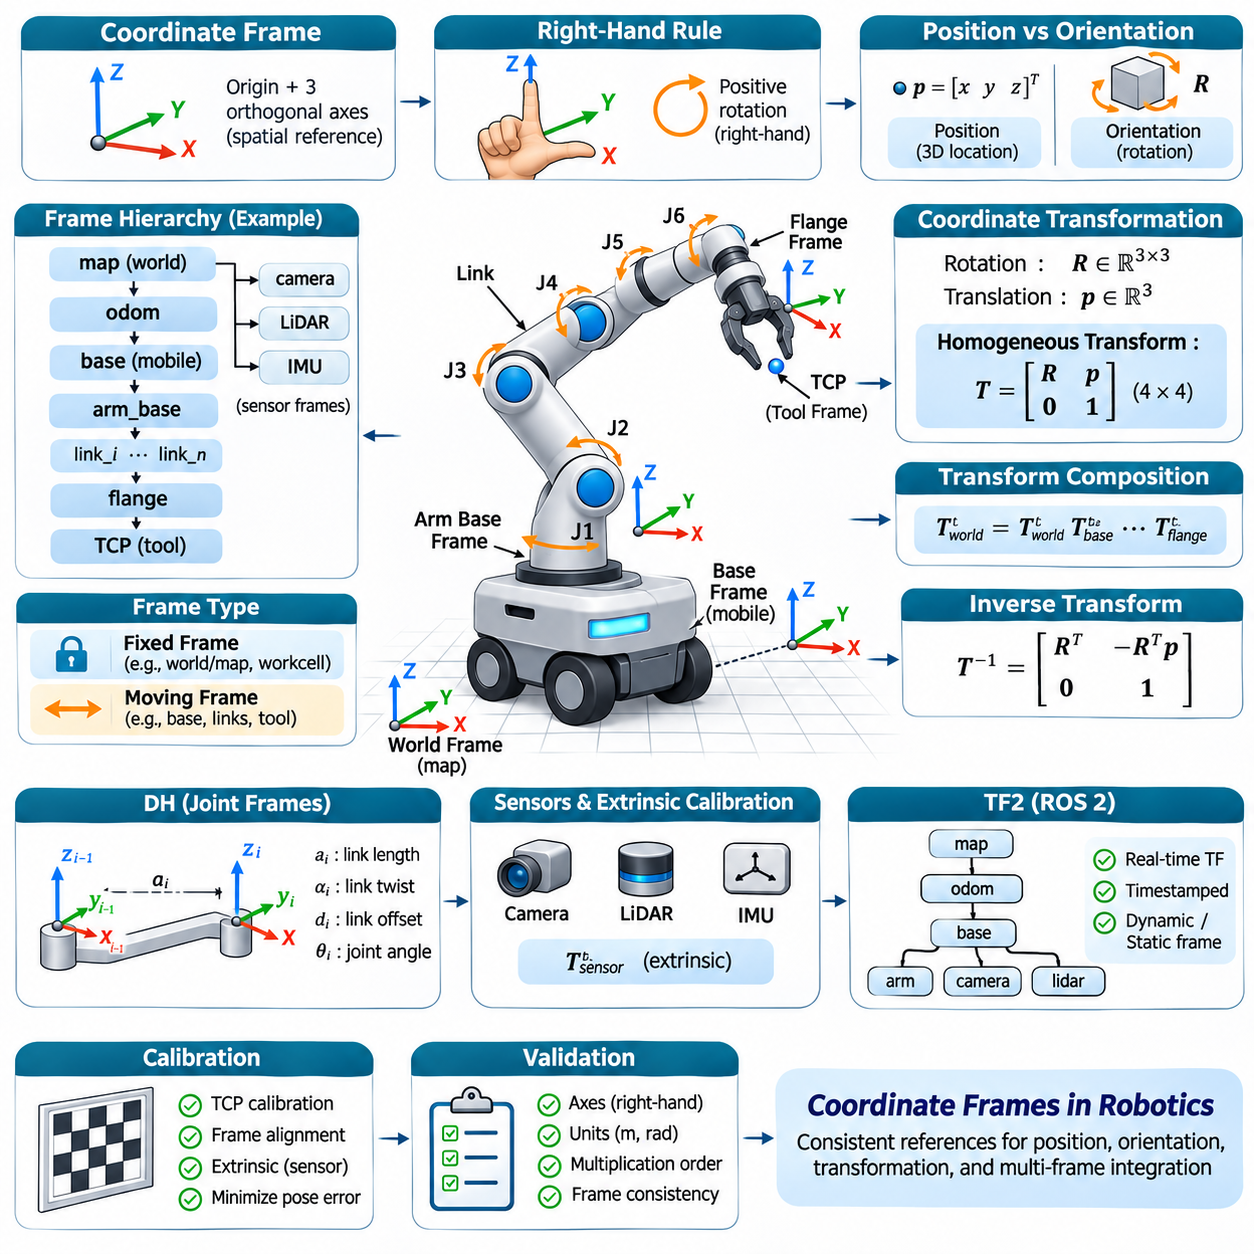 Coordinate Frame
Z
Y
X
Origin + 3
orthogonal axes
(spatial reference)
Right-Hand Rule
Z
Y
X
Positive
rotation
(right-hand)
Position vs Orientation
p = [x y z]^T
Position
(3D location)
R
Orientation
(rotation)
Frame Hierarchy (Example)
map (world)
odom
base (mobile)
arm_base
link_i ··· link_n
flange
TCP (tool)
camera
LiDAR
IMU
(sensor frames)
Frame Type
Fixed Frame
(e.g., world/map, workcell)
Moving Frame
(e.g., base, links, tool)
J6
J5
J4
J3
J2
J1
Link
Flange
Frame
Z
Y
X
TCP
(Tool Frame)
Z
Y
X
Arm Base
Frame
Base
Frame
(mobile)
Z
Y
X
Z
Y
X
World Frame
(map)
Coordinate Transformation
Rotation : R ∈ ℝ^{3×3}
Translation : p ∈ ℝ^3
Homogeneous Transform :
T = [R p
0 1] (4 × 4)
Transform Composition
T^t_world = T^t_world T_base ··· T^t._flange
Inverse Transform
T^{-1} = [R^T −R^T p
0 1]
DH (Joint Frames)
z_{i−1}
y_{i−1}
X_{i−1}
a_i
z_i
y_i
X
a_i : link length
α_i : link twist
d_i : link offset
θ_i : joint angle
Sensors & Extrinsic Calibration
Camera
LiDAR
IMU
T^b._sensor (extrinsic)
TF2 (ROS 2)
map
odom
base
arm
camera
lidar
Real-time TF
Timestamped
Dynamic /
Static frame
Calibration
TCP calibration
Frame alignment
Extrinsic (sensor)
Minimize pose error
Validation
Axes (right-hand)
Units (m, rad)
Multiplication order
Frame consistency
Coordinate Frames in Robotics
Consistent references for position, orientation,
transformation, and multi-frame integration